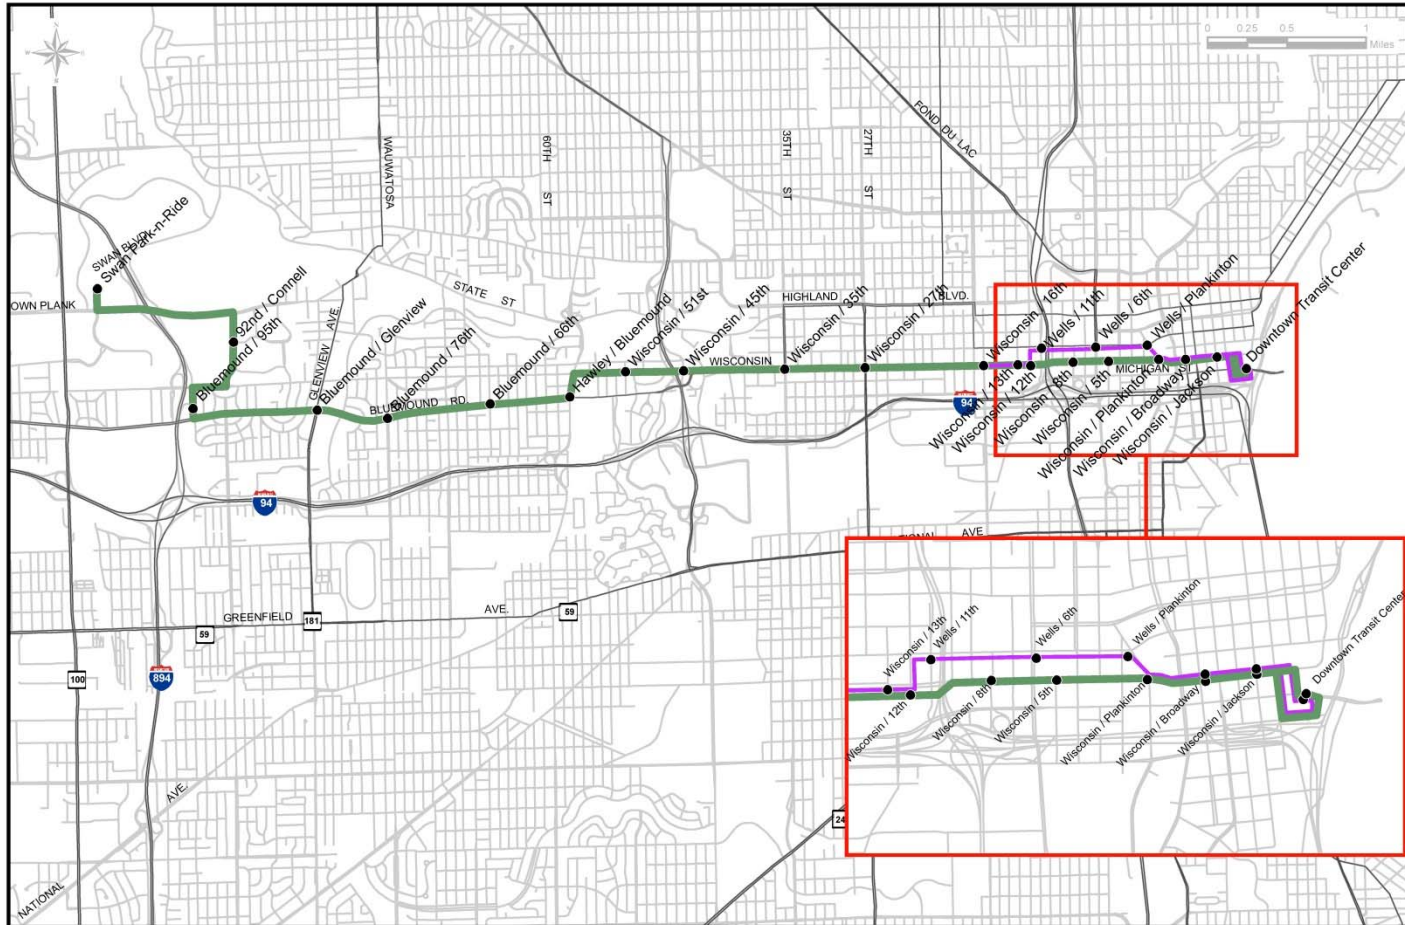 0 0.25 0.5 1
Miles
W E
N
FOND DU LAC
WAUWATOSA
60TH ST
35TH ST
27TH ST
SWAN BLVD.
Swan Park-n-Ride
OWN PLANK
92nd / Connell
Bluemound / 95th
GLENVIEW AVE.
Bluemound / Glenview
STATE ST
Bluemound / 76th
BLUEMOUND RD.
Bluemound / 66th
Hawley / Bluemound
Wisconsin / 51st
Wisconsin / 45th
WISCONSIN
HIGHLAND BLVD.
Wisconsin / 35th
Wisconsin / 27th
Wisconsin / 16th
Wells / 11th
Wells / 6th
Wells / Plankinton
Downtown Transit Center
MICHIGAN
Wisconsin / 13th
Wisconsin / 12th
Wisconsin / 8th
Wisconsin / 5th
Wisconsin / Plankinton
Wisconsin / Broadway
Wisconsin / Jackson
94
94
IONAL AVE
GREENFIELD AVE.
59
59
181
100
894
24
NATIONAL AVE.
Wisconsin / 13th
Wells / 11th
Wells / 6th
Wells / Plankinton
Downtown Transit Center
Wisconsin / 12th
Wisconsin / 8th
Wisconsin / 5th
Wisconsin / Plankinton
Wisconsin / Broadway
Wisconsin / Jackson